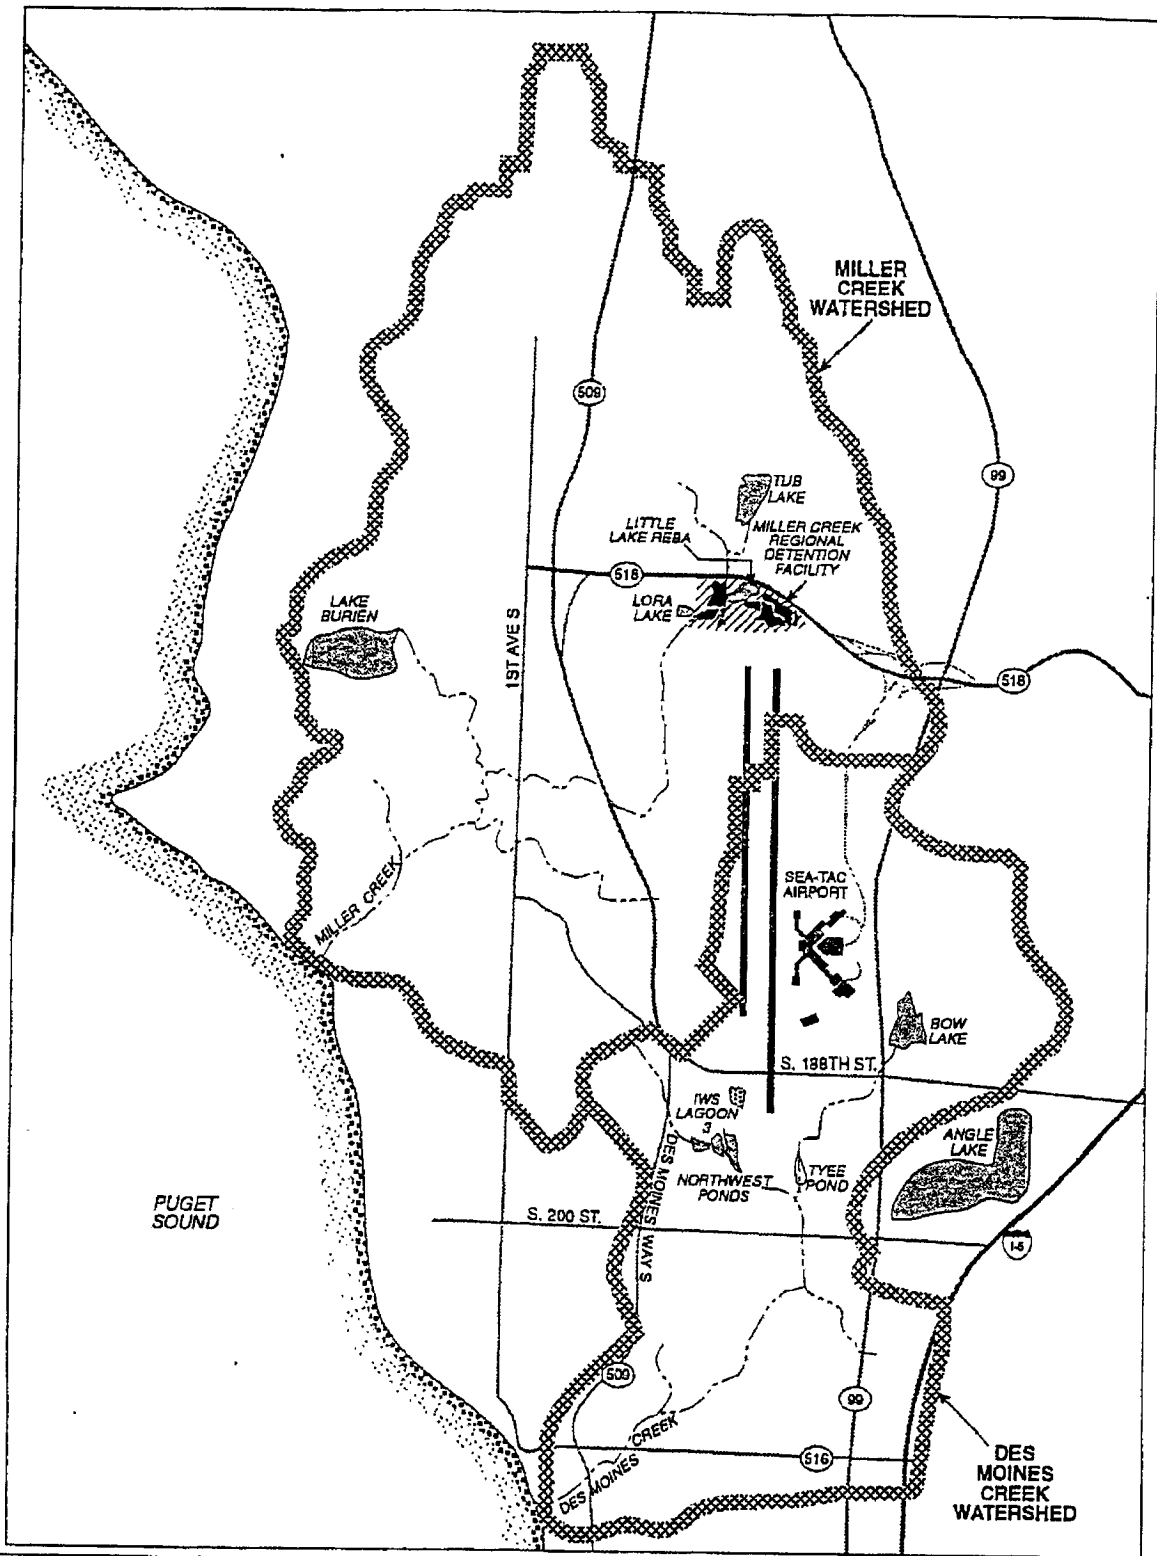 MILLER
CREEK
WATERSHED
509
99
TUB
LAKE
LITTLE
LAKE REBA
MILLER CREEK
REGIONAL
DETENTION
FACILITY
518
LAKE
BURIEN
LORA
LAKE
1ST AVE S
518
SEA-TAC
AIRPORT
MILLER CREEK
BOW
LAKE
S. 188TH ST.
IWS
LAGOON
3
ANGLE
LAKE
DES MOINES WAY S
NORTHWEST
PONDS
TYEE
POND
PUGET
SOUND
S. 200 ST.
I-5
509
99
DES MOINES CREEK
516
DES
MOINES
CREEK
WATERSHED